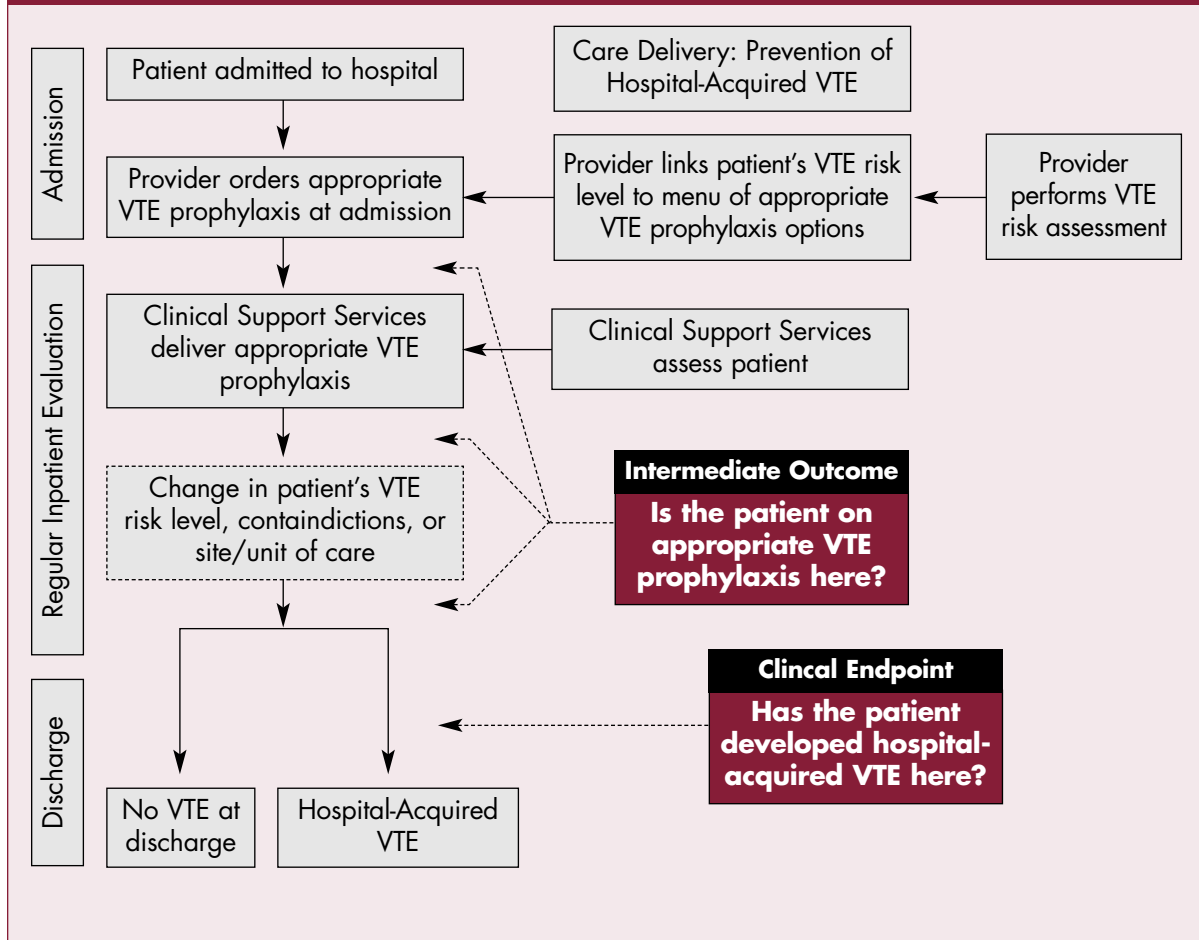 Admission
Patient admitted to hospital
Care Delivery: Prevention of
Hospital-Acquired VTE
Provider orders appropriate
VTE prophylaxis at admission
Provider links patient’s VTE risk
level to menu of appropriate
VTE prophylaxis options
Provider
performs VTE
risk assessment
Regular Inpatient Evaluation
Clinical Support Services
deliver appropriate VTE
prophylaxis
Clinical Support Services
assess patient
Change in patient’s VTE
risk level, containdictions, or
site/unit of care
Intermediate Outcome
Is the patient on
appropriate VTE
prophylaxis here?
Discharge
Clincal Endpoint
Has the patient
developed hospital-
acquired VTE here?
No VTE at
discharge
Hospital-Acquired
VTE